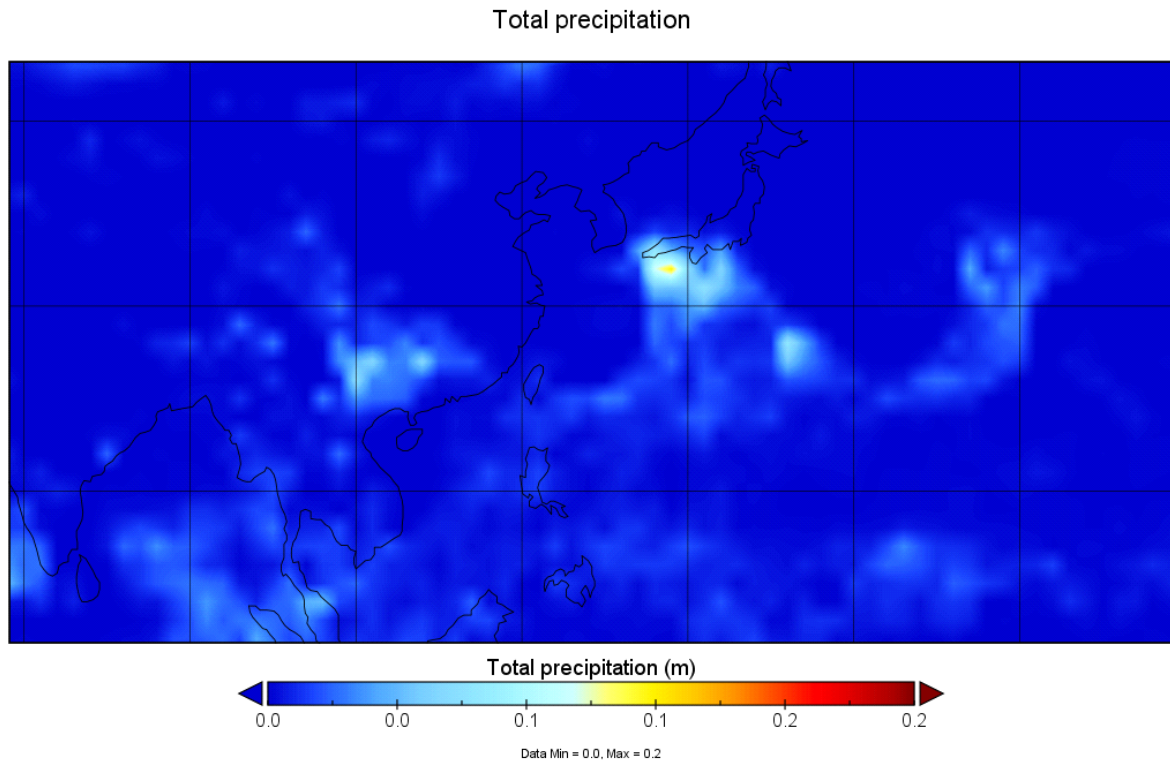 Total precipitation
Total precipitation (m)
0.0 0.0 0.1 0.1 0.2 0.2
Data Min = 0.0, Max = 0.2